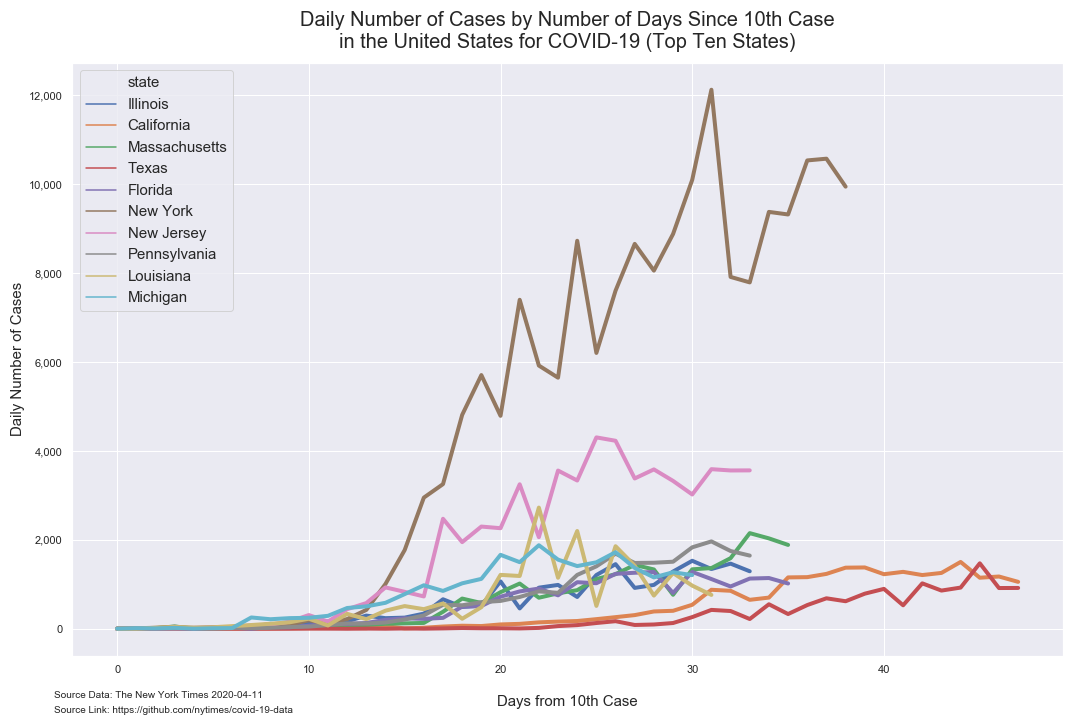 Daily Number of Cases by Number of Days Since 10th Case
in the United States for COVID-19 (Top Ten States)
state
Illinois
California
Massachusetts
Texas
Florida
New York
New Jersey
Pennsylvania
Louisiana
Michigan
Daily Number of Cases
12,000
10,000
8,000
6,000
4,000
2,000
0
0
10
20
30
40
Days from 10th Case
Source Data: The New York Times 2020-04-11
Source Link: https://github.com/nytimes/covid-19-data